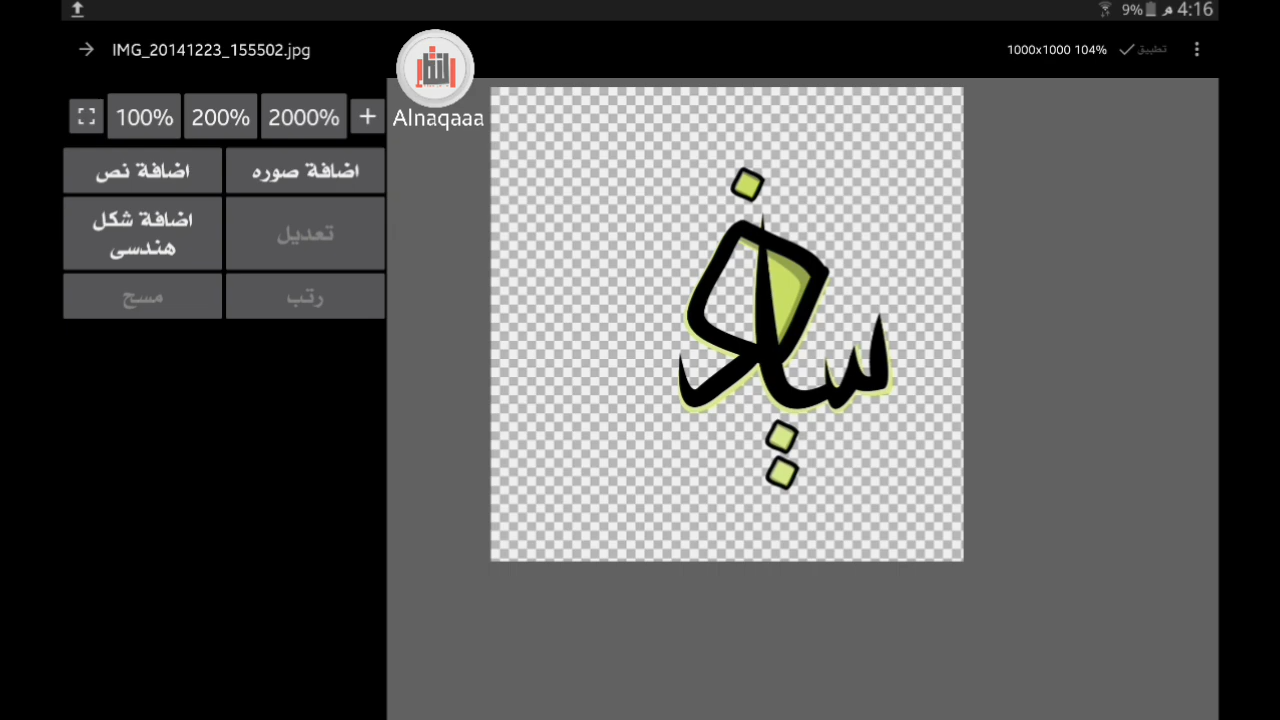 9% م 4:16
IMG_20141223_155502.jpg
1000x1000 104% تطبيق
Alnaqaaa
100% 200% 2000% +
اضافة صوره
اضافة نص
اضافة شكل
هندسي
تعديل
رتب
مسح